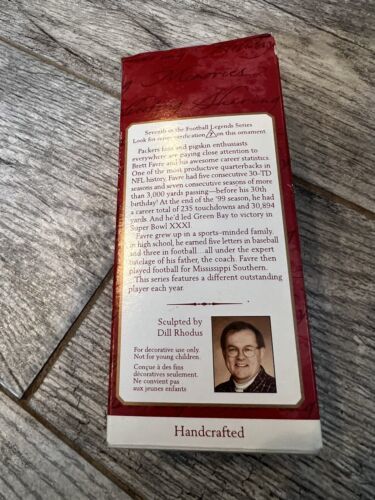 Memories
Seventh in the Football Legends Series
Look for series verification on this ornament
Packers fans and pigskin enthusiasts
everywhere are paying close attention to
Brett Favre and his awesome career statistics.
One of the most productive quarterbacks in
NFL history, Favre had five consecutive 30-TD
seasons and seven consecutive seasons of more
than 3,000 yards passing—before his 30th
birthday! At the end of the '99 season, he had
a career total of 235 touchdowns and 30,894
yards. And he'd led Green Bay to victory in
Super Bowl XXXI.
Favre grew up in a sports-minded family.
In high school, he earned five letters in baseball
and three in football...all under the expert
tutelage of his father, the coach. Favre then
played football for Mississippi Southern.
This series features a different outstanding
player each year.
Sculpted by
Dill Rhodus
For decorative use only.
Not for young children.
Conçue à des fins
décoratives seulement.
Ne convient pas
aux jeunes enfants
Handcrafted